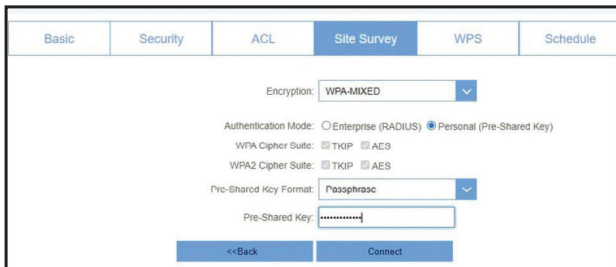 Basic Security ACL Site Survey WPS Schedule
Encryption: WPA-MIXED
Authentication Mode: Enterprise (RADIUS) Personal (Pre-Shared Key)
WPA Cipher Suite: TKIP AES
WPA2 Cipher Suite: TKIP AES
Pre-Shared Key Format: Passphrase
Pre-Shared Key: •••••••••••••
<<Back Connect